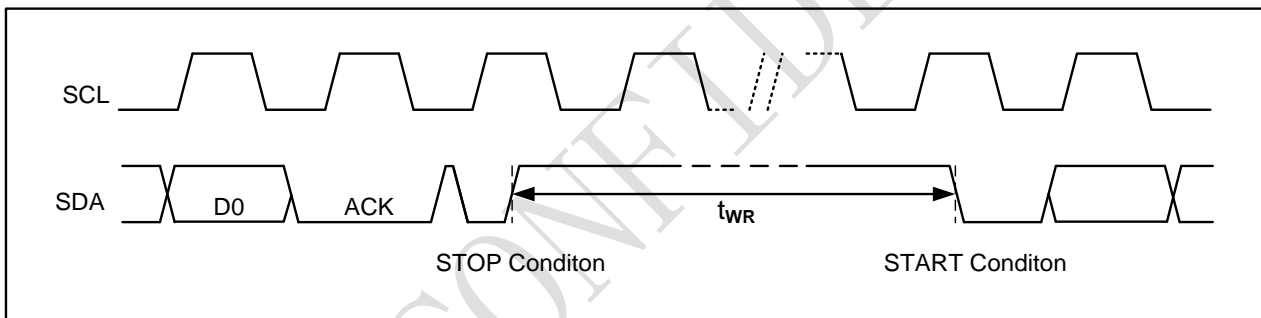 SCL
SDA
D0
ACK
tWR
STOP Conditon
START Conditon